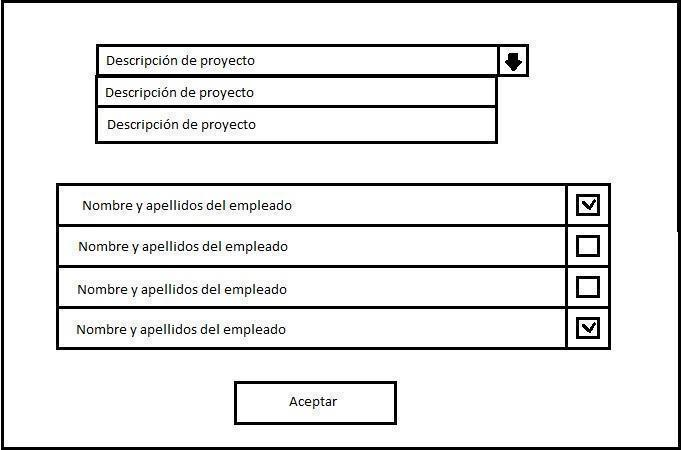 Descripción de proyecto
Descripción de proyecto
Descripción de proyecto
Nombre y apellidos del empleado
Nombre y apellidos del empleado
Nombre y apellidos del empleado
Nombre y apellidos del empleado
Aceptar